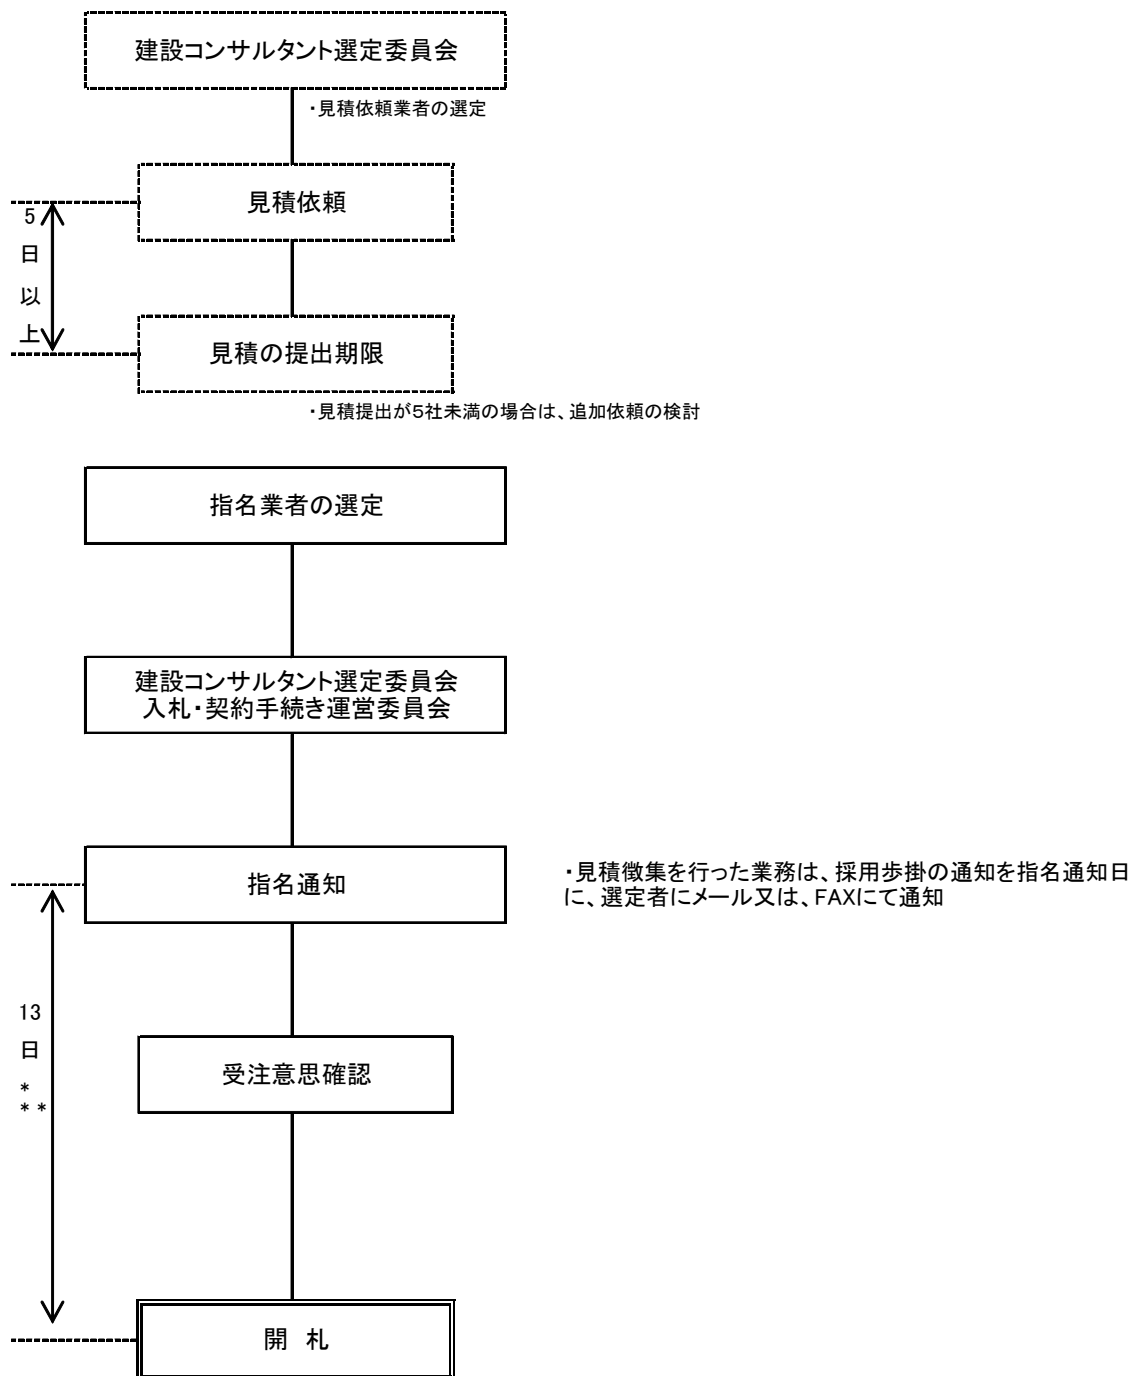 建設コンサルタント選定委員会
・見積依頼業者の選定
見積依頼
5
日
以
上
見積の提出期限
・見積提出が5社未満の場合は、追加依頼の検討
指名業者の選定
建設コンサルタント選定委員会
入札・契約手続き運営委員会
指名通知
・見積徴集を行った業務は、採用歩掛の通知を指名通知日
に、選定者にメール又は、FAXにて通知
13
日
*
**
受注意思確認
開 札